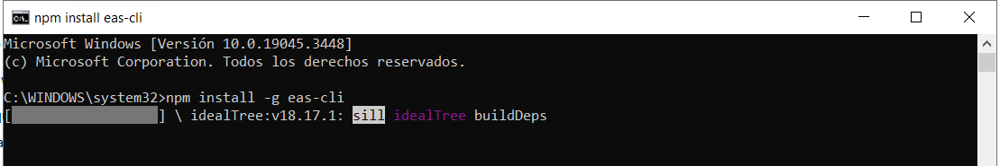 npm install eas-cli
Microsoft Windows [Versión 10.0.19045.3448]
(c) Microsoft Corporation. Todos los derechos reservados.
C:\WINDOWS\system32>npm install -g eas-cli
[                  ] \ idealTree:v18.17.1: sill idealTree buildDeps